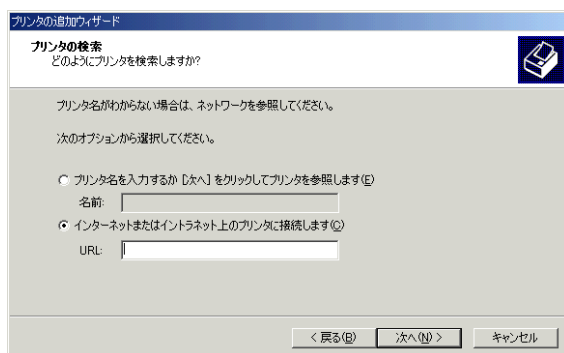 プリンタの追加ウィザード
プリンタの検索
どのようにプリンタを検索しますか?
プリンタ名がわからない場合は、ネットワークを参照してください。
次のオプションから選択してください。
プリンタ名を入力するか [次へ] をクリックしてプリンタを参照します(E)
名前:
インターネットまたはイントラネット上のプリンタに接続します(C)
URL:
< 戻る(B) 次へ(N) > キャンセル